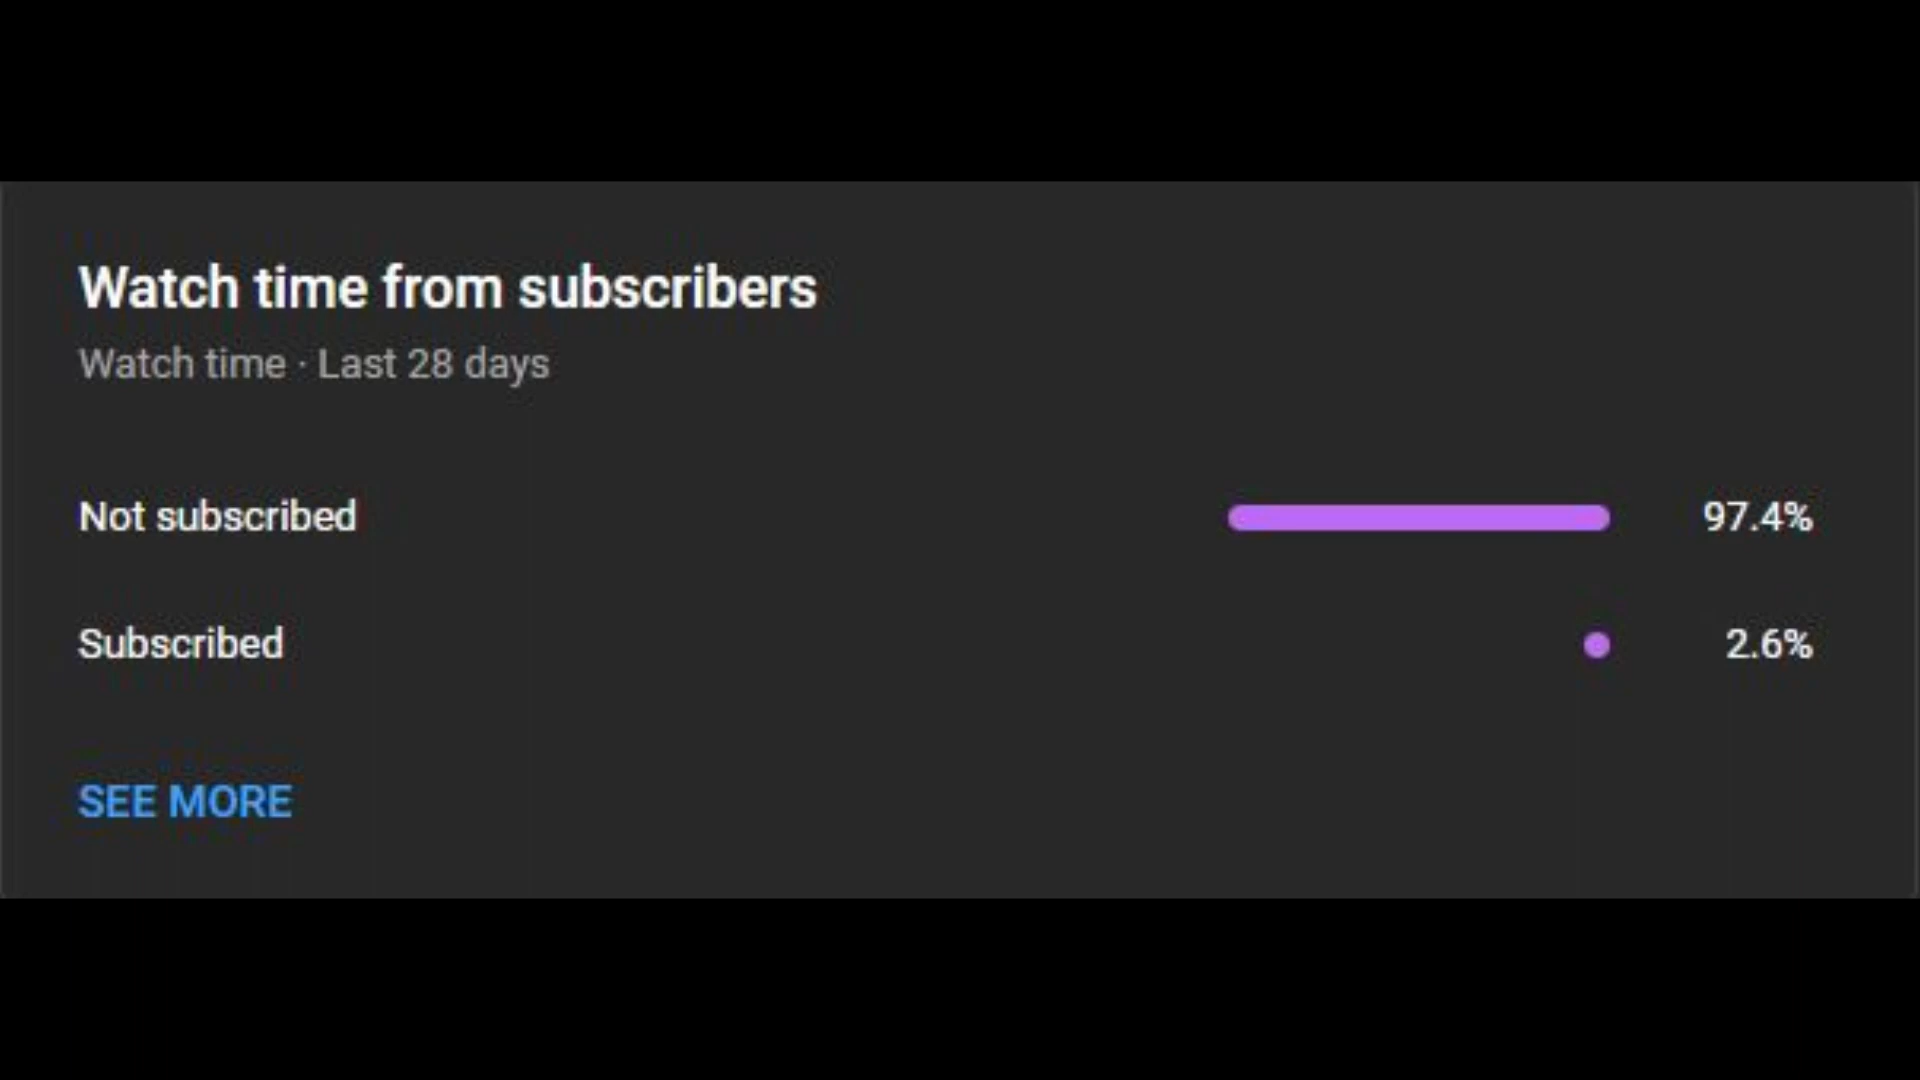 Watch time from subscribers
Watch time · Last 28 days
Not subscribed 97.4%
Subscribed 2.6%
SEE MORE